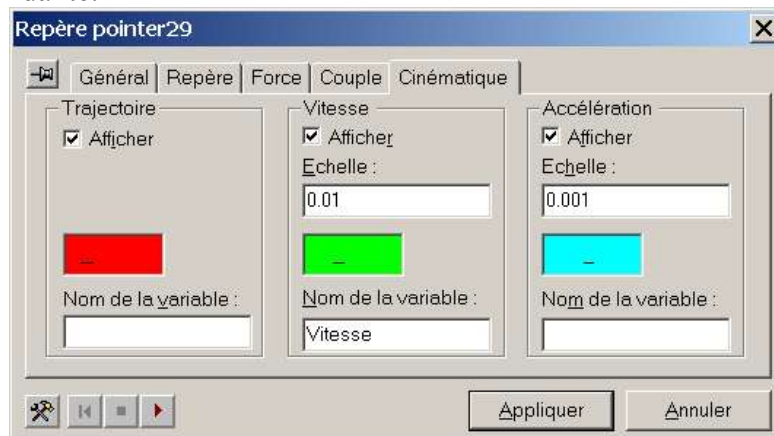 Repère pointer29
Général Repère Force Couple Cinématique
Trajectoire
Afficher
Nom de la variable :
Vitesse
Afficher
Echelle :
0.01
Nom de la variable :
Vitesse
Accélération
Afficher
Echelle :
0.001
Nom de la variable :
Appliquer Annuler